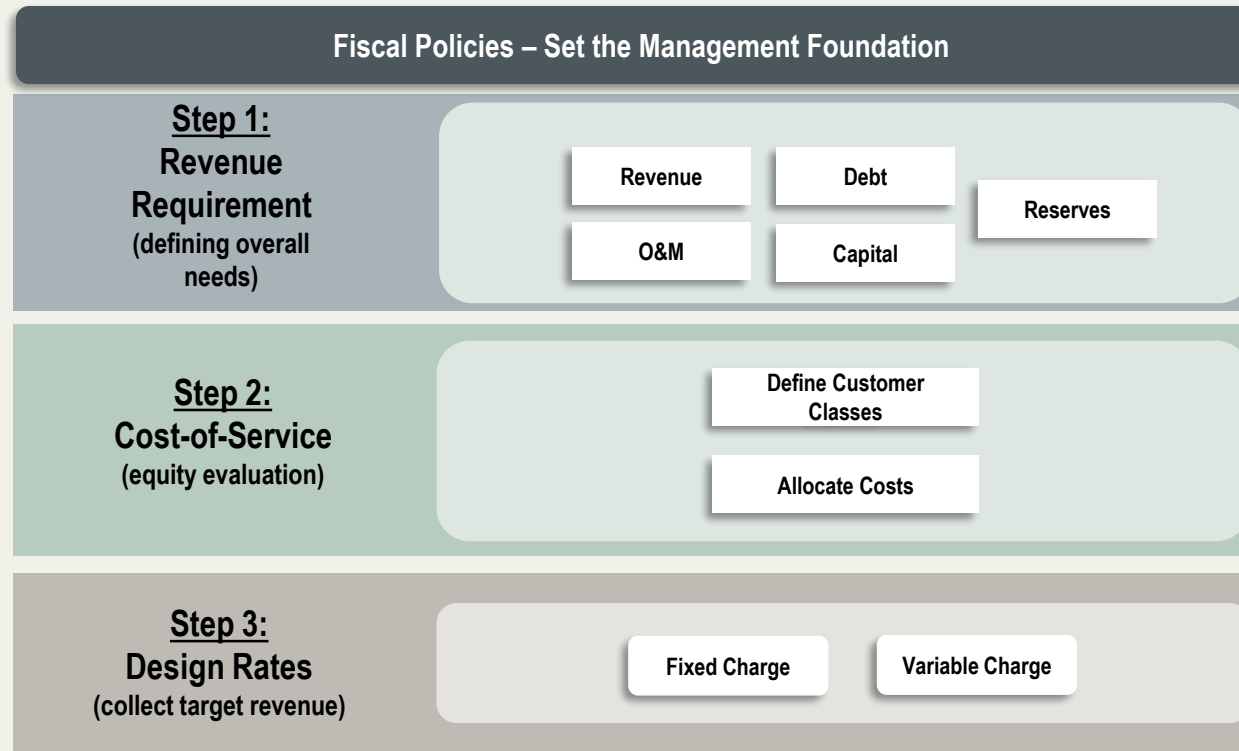 Fiscal Policies – Set the Management Foundation
Step 1:
Revenue
Requirement
(defining overall
needs)
Revenue
Debt
Reserves
O&M
Capital
Step 2:
Cost-of-Service
(equity evaluation)
Define Customer
Classes
Allocate Costs
Step 3:
Design Rates
(collect target revenue)
Fixed Charge
Variable Charge